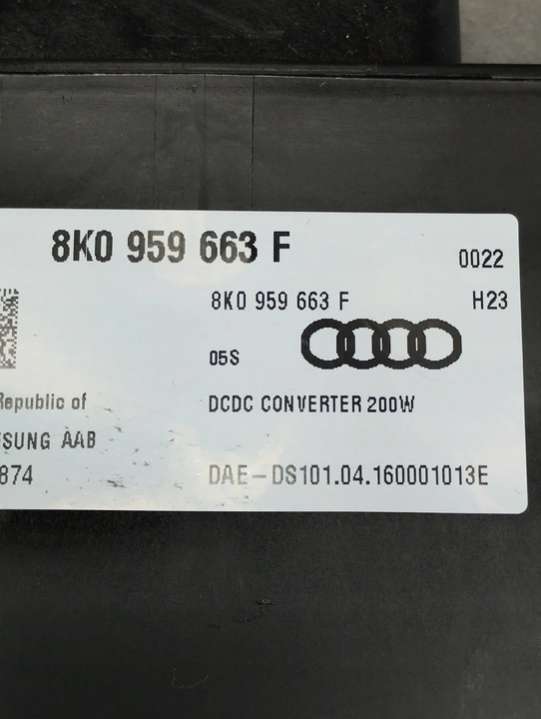 8K0 959 663 F
0022
8K0 959 663 F
H23
05S
Republic of
DCDC CONVERTER 200W
SUNG AAB
874
DAE-DS101.04.160001013E